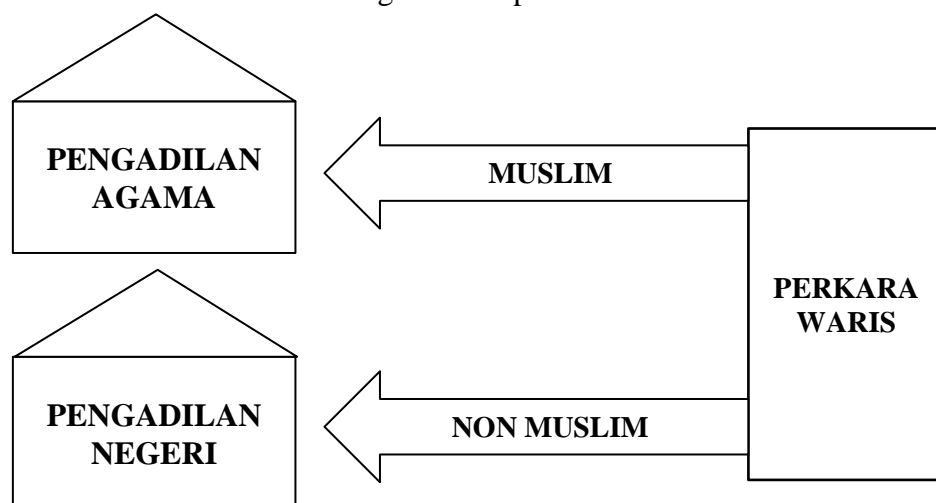 PENGADILAN
AGAMA
MUSLIM
PERKARA
WARIS
PENGADILAN
NEGERI
NON MUSLIM